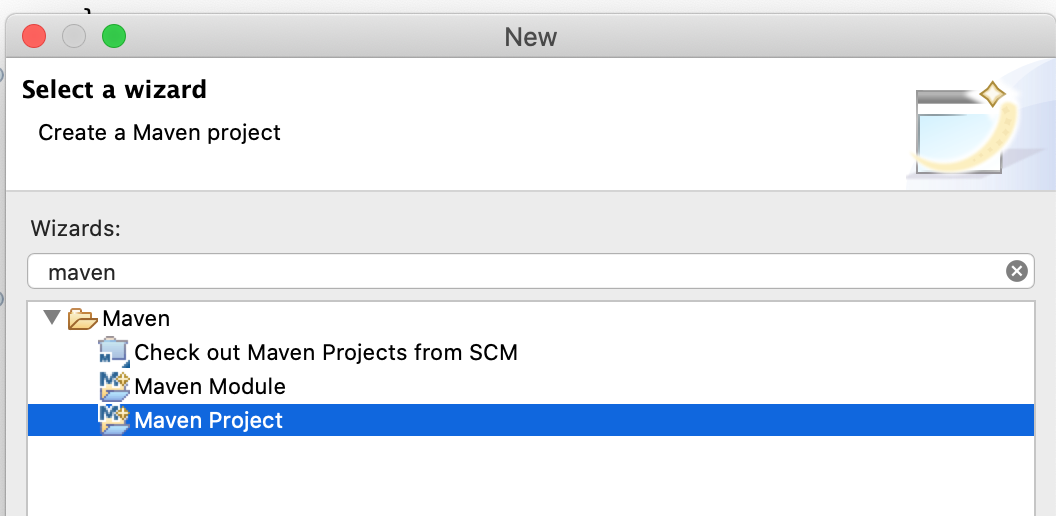 New
Select a wizard
Create a Maven project
Wizards:
maven
Maven
Check out Maven Projects from SCM
Maven Module
Maven Project